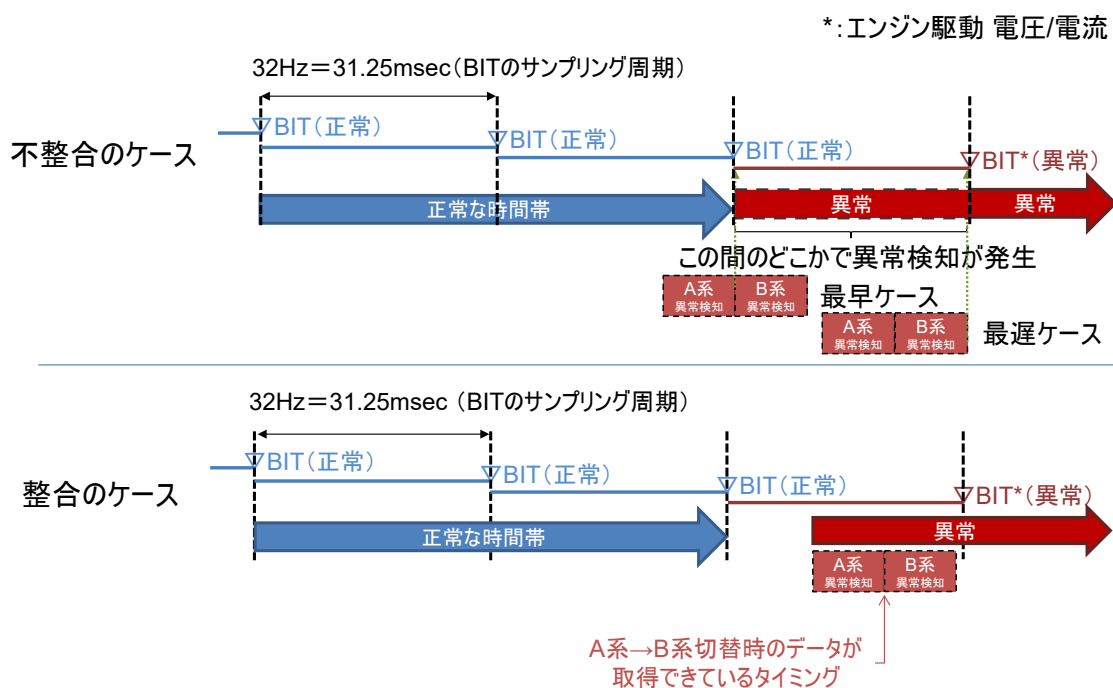 *:エンジン駆動 電圧/電流
32Hz=31.25msec(BITのサンプリング周期)
不整合のケース
▽BIT(正常)
▽BIT(正常)
▽BIT(正常)
▽BIT*(異常)
正常な時間帯
異常
異常
この間のどこかで異常検知が発生
A系
異常検知
B系
異常検知
最早ケース
A系
異常検知
B系
異常検知
最遅ケース
32Hz=31.25msec (BITのサンプリング周期)
整合のケース
▽BIT(正常)
▽BIT(正常)
▽BIT(正常)
▽BIT*(異常)
正常な時間帯
異常
A系
異常検知
B系
異常検知
A系→B系切替時のデータが
取得できているタイミング